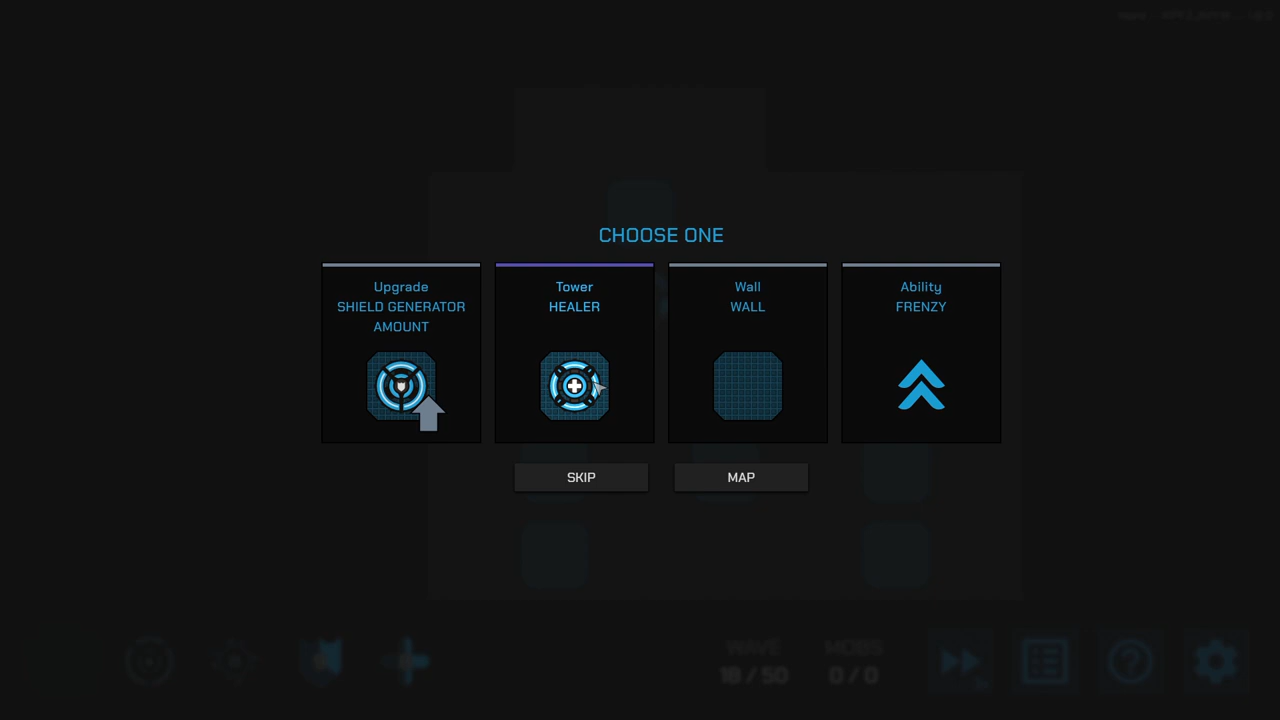 CHOOSE ONE
Upgrade
SHIELD GENERATOR
AMOUNT
Tower
HEALER
Wall
WALL
Ability
FRENZY
SKIP
MAP
WAVE
18 / 50
MOBS
0 / 0